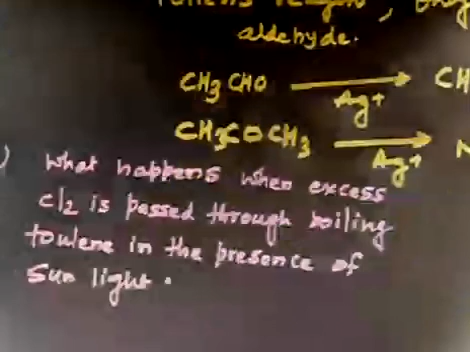 aldehyde.
CH3 CHO Ag+ CH
CH3COCH3 Ag+ N
) What happens when excess
cl2 is passed through boiling
toulene in the presence of
sun light.